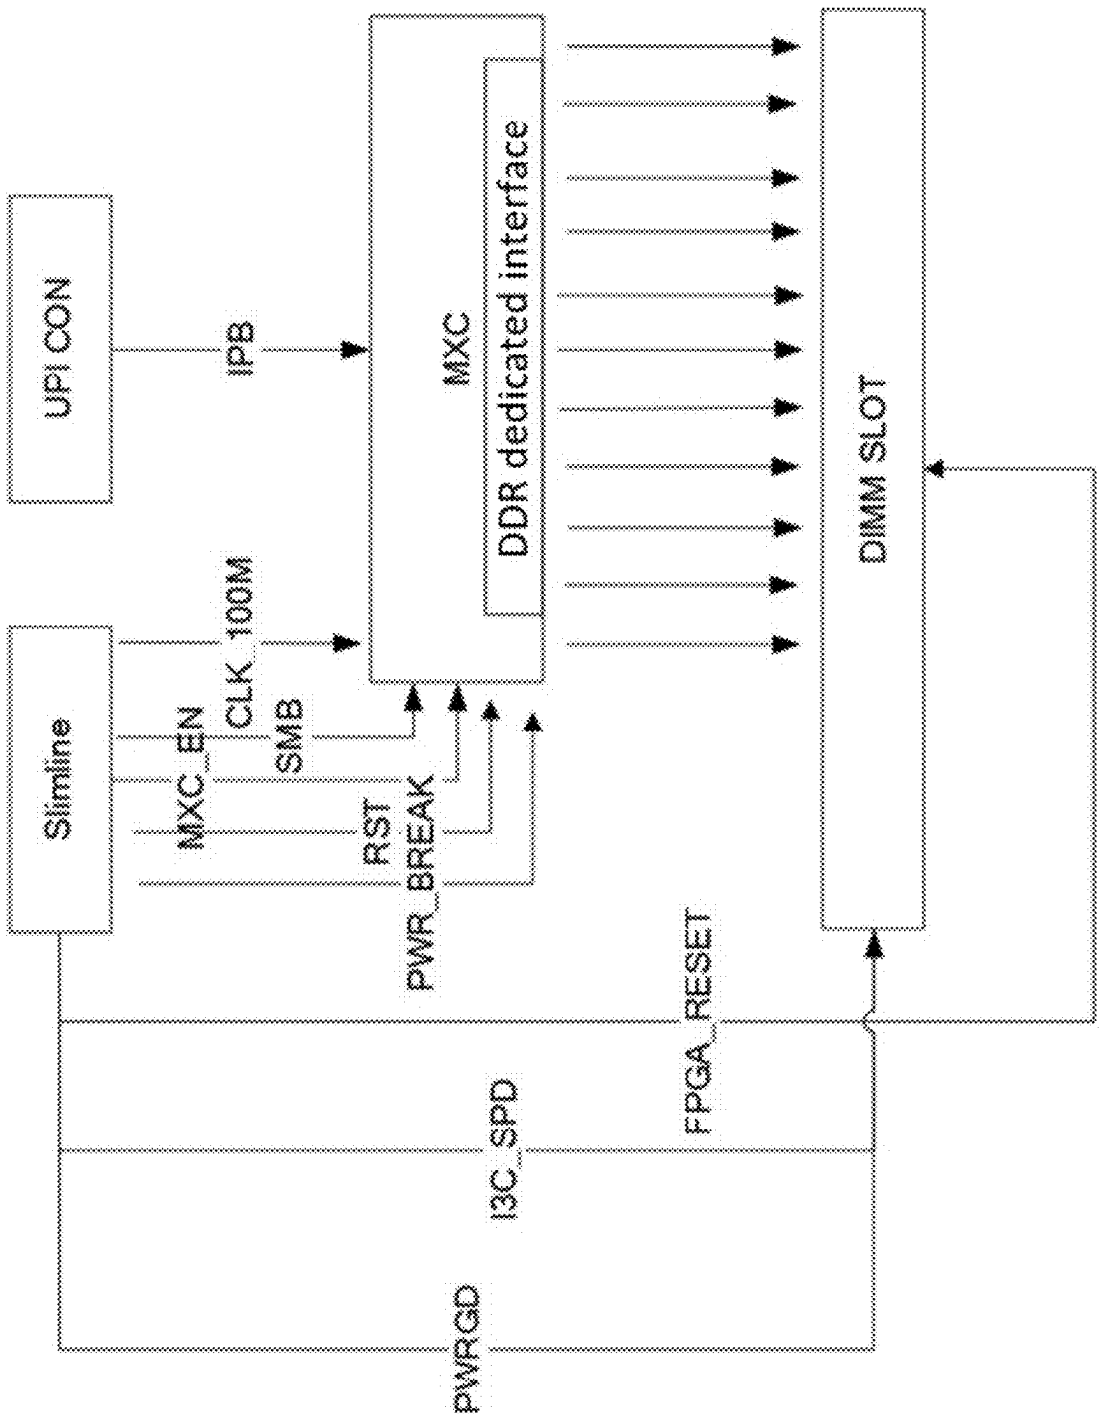 UPI CON
Slimline
IPB
CLK_100M
SMB
MXC_EN
RST
PWR_BREAK
MXC
DDR dedicated interface
FPGA_RESET
I3C_SPD
PWRGD
DIMM SLOT